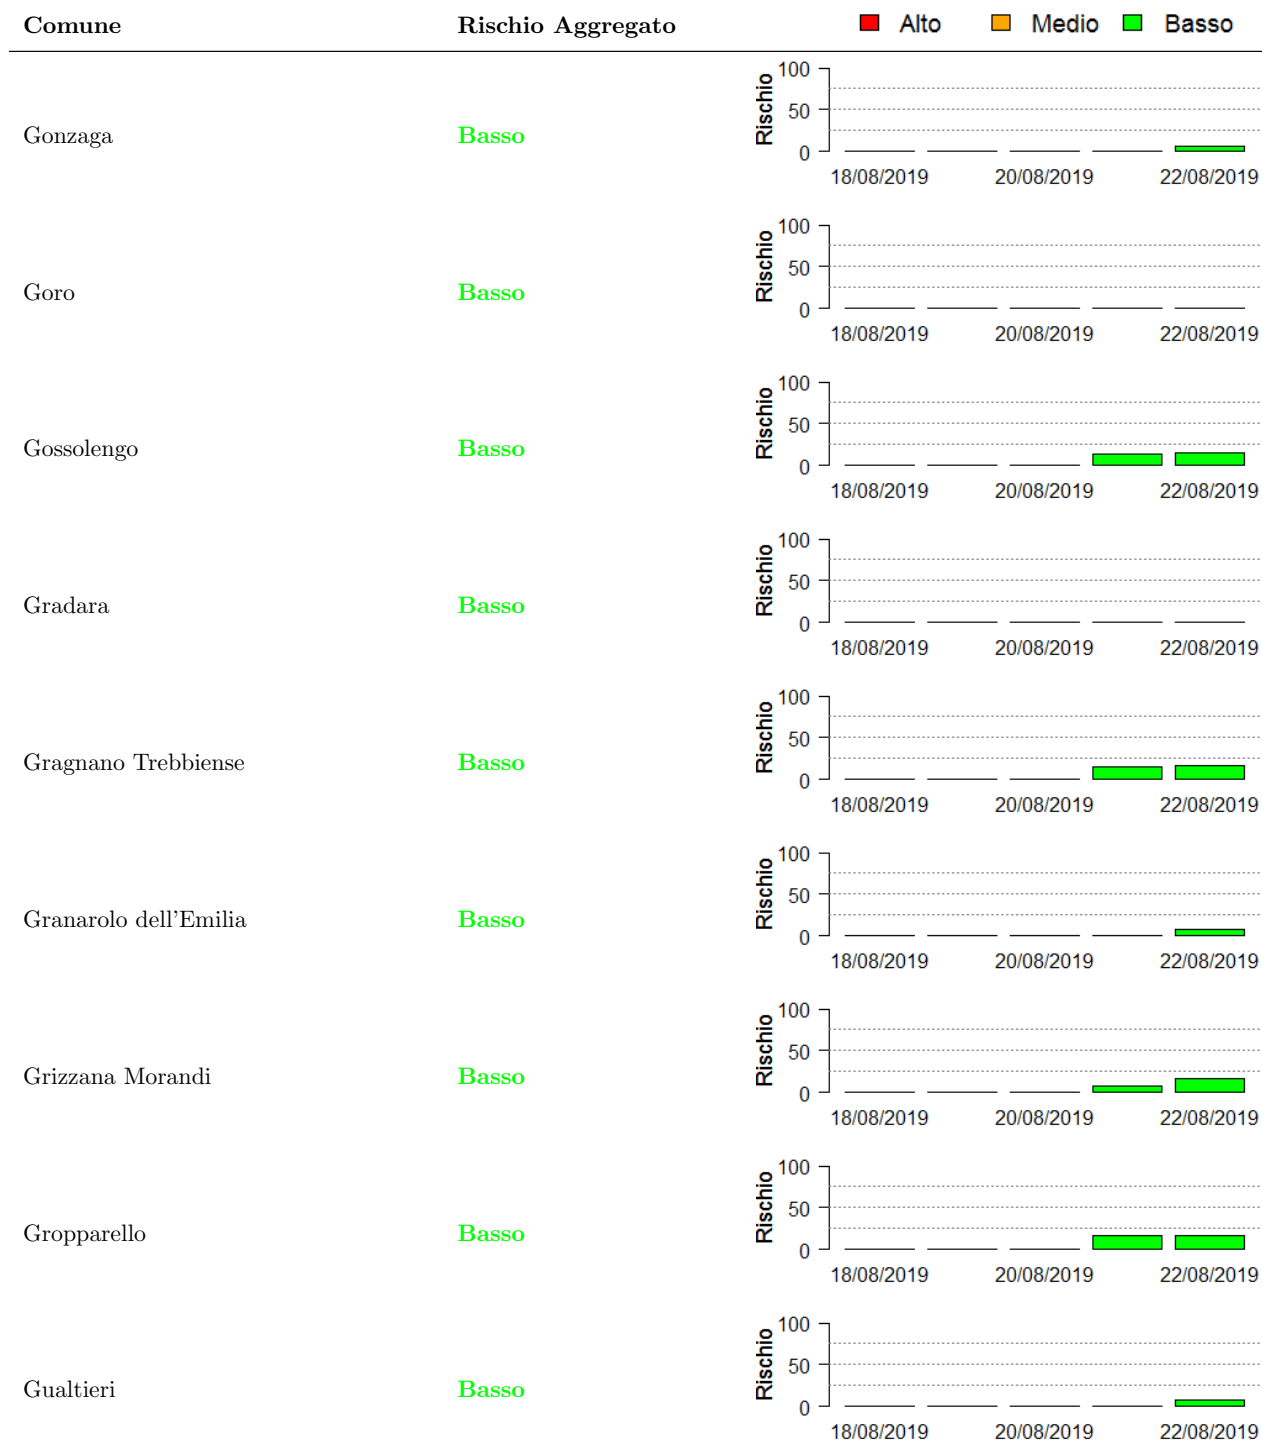 Comune Rischio Aggregato Alto Medio Basso
Gonzaga Basso
Rischio
100
50
0
18/08/2019 20/08/2019 22/08/2019
Goro Basso
Rischio
100
50
0
18/08/2019 20/08/2019 22/08/2019
Gossolengo Basso
Rischio
100
50
0
18/08/2019 20/08/2019 22/08/2019
Gradara Basso
Rischio
100
50
0
18/08/2019 20/08/2019 22/08/2019
Gragnano Trebbiense Basso
Rischio
100
50
0
18/08/2019 20/08/2019 22/08/2019
Granarolo dell'Emilia Basso
Rischio
100
50
0
18/08/2019 20/08/2019 22/08/2019
Grizzana Morandi Basso
Rischio
100
50
0
18/08/2019 20/08/2019 22/08/2019
Gropparello Basso
Rischio
100
50
0
18/08/2019 20/08/2019 22/08/2019
Gualtieri Basso
Rischio
100
50
0
18/08/2019 20/08/2019 22/08/2019